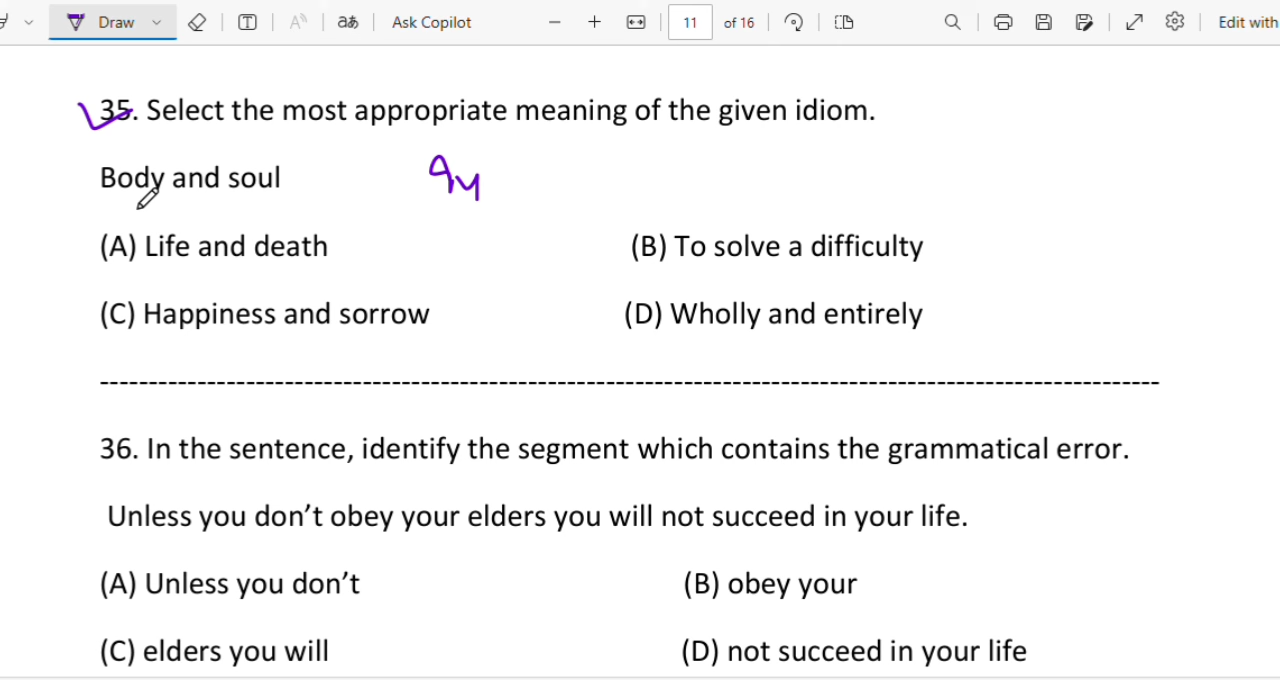 Draw
aあ
Ask Copilot
11 of 16
Edit with
35. Select the most appropriate meaning of the given idiom.
Body and soul
(A) Life and death (B) To solve a difficulty
(C) Happiness and sorrow (D) Wholly and entirely
--------------------------------------------------------------------------------------------------------
36. In the sentence, identify the segment which contains the grammatical error.
Unless you don’t obey your elders you will not succeed in your life.
(A) Unless you don’t (B) obey your
(C) elders you will (D) not succeed in your life